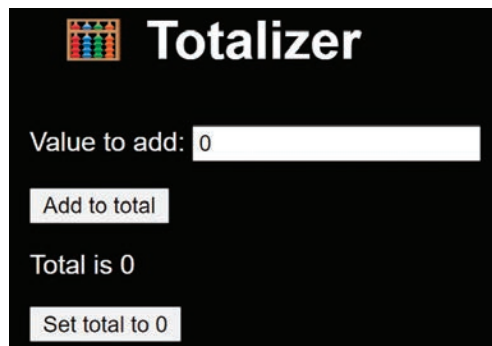 Totalizer
Value to add: 0
Add to total
Total is 0
Set total to 0